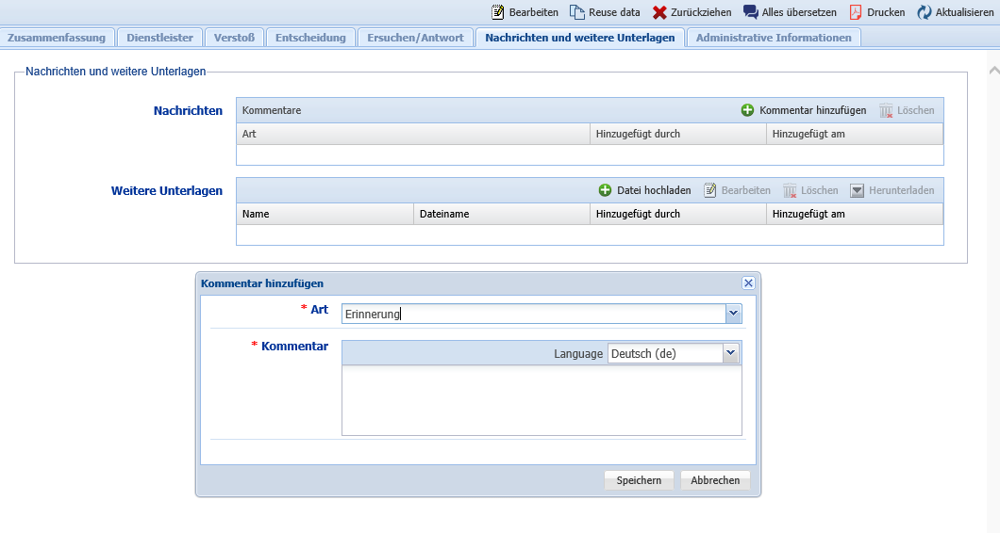 Bearbeiten Reuse data Zurückziehen Alles übersetzen Drucken Aktualisieren
Zusammenfassung Dienstleister Verstoß Entscheidung Ersuchen/Antwort Nachrichten und weitere Unterlagen Administrative Informationen
Nachrichten und weitere Unterlagen
Nachrichten Kommentare Kommentar hinzufügen Löschen
Art Hinzugefügt durch Hinzugefügt am
Weitere Unterlagen Datei hochladen Bearbeiten Löschen Herunterladen
Name Dateiname Hinzugefügt durch Hinzugefügt am
Kommentar hinzufügen
* Art Erinnerung
* Kommentar Language Deutsch (de)
Speichern Abbrechen